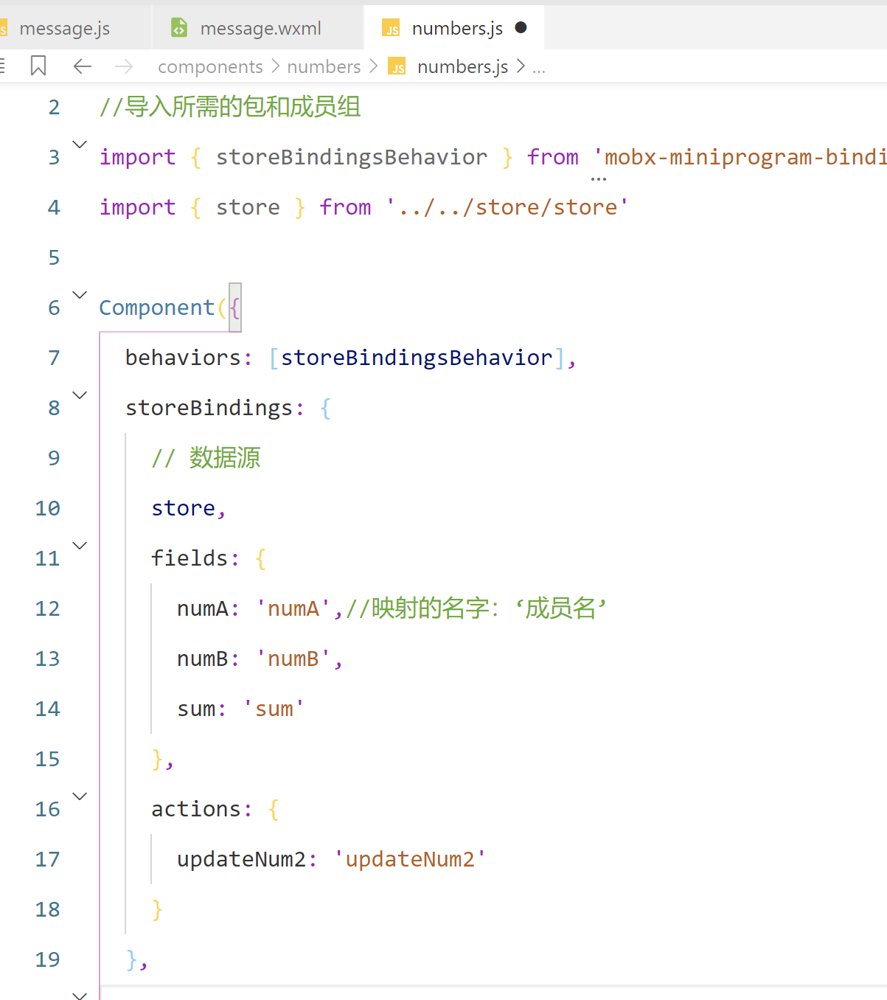 message.js
message.wxml
JS numbers.js
components > numbers > JS numbers.js > ...
2 //导入所需的包和成员组
3 import { storeBindingsBehavior } from 'mobx-miniprogram-bindi
4 import { store } from '../../store/store'
5
6 Component({
7 behaviors: [storeBindingsBehavior],
8 storeBindings: {
9 // 数据源
10 store,
11 fields: {
12 numA: 'numA',//映射的名字：‘成员名’
13 numB: 'numB',
14 sum: 'sum'
15 },
16 actions: {
17 updateNum2: 'updateNum2'
18 }
19 },